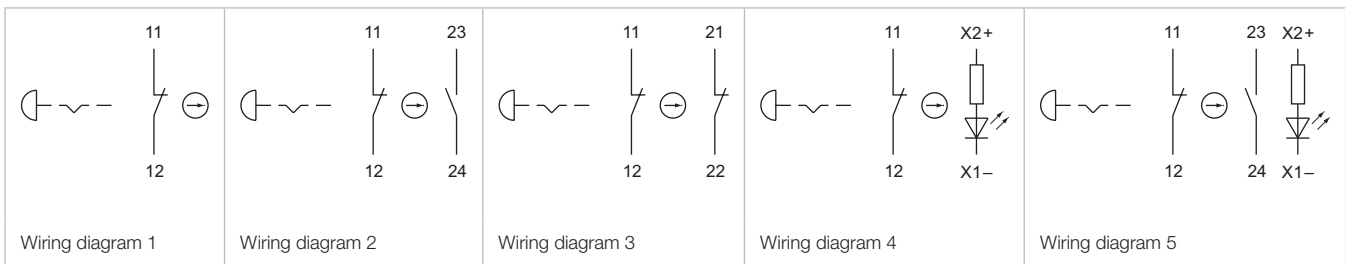 11
12
Wiring diagram 1
11 23
12 24
Wiring diagram 2
11 21
12 22
Wiring diagram 3
11 X2+
12 X1–
Wiring diagram 4
11 23 X2+
12 24 X1–
Wiring diagram 5